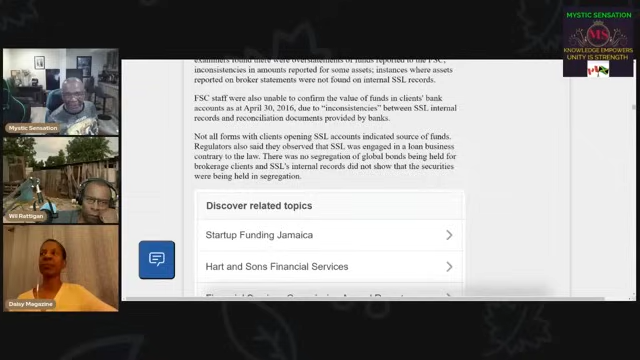 MYSTIC SENSATION
MS
KNOWLEDGE EMPOWERS
UNITY IS STRENGTH
examiners found there were overstatements of funds reported to the FSC,
inconsistencies in amounts reported for some assets; instances where assets
reported on broker statements were not found on internal SSL records.
FSC staff were also unable to confirm the value of funds in clients' bank
accounts as at April 30, 2016, due to "inconsistencies" between SSL internal
records and reconciliation documents provided by banks.
Not all forms with clients opening SSL accounts indicated source of funds.
Regulators also said they observed that SSL was engaged in a loan business
contrary to the law. There was no segregation of global bonds being held for
brokerage clients and SSL's internal records did not show that the securities
were being held in segregation.
Discover related topics
Startup Funding Jamaica
Hart and Sons Financial Services
Mystic Sensation
Wil Rattigan
Daisy Magazine